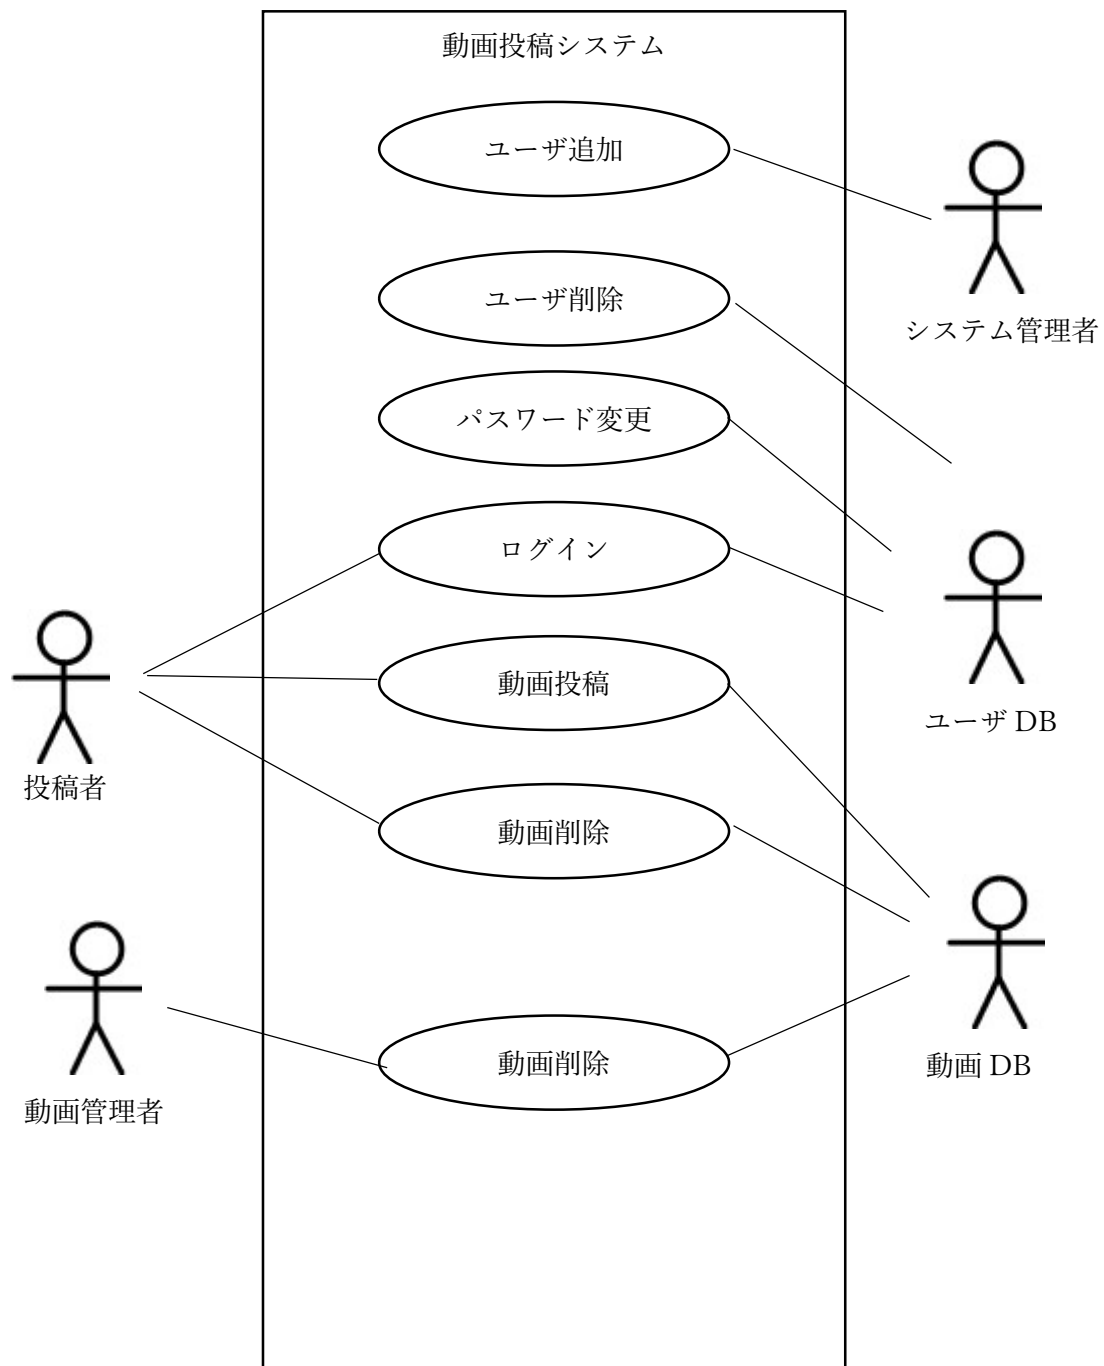 動画投稿システム
ユーザ追加
ユーザ削除
システム管理者
パスワード変更
ログイン
動画投稿
ユーザ DB
投稿者
動画削除
動画削除
動画 DB
動画管理者